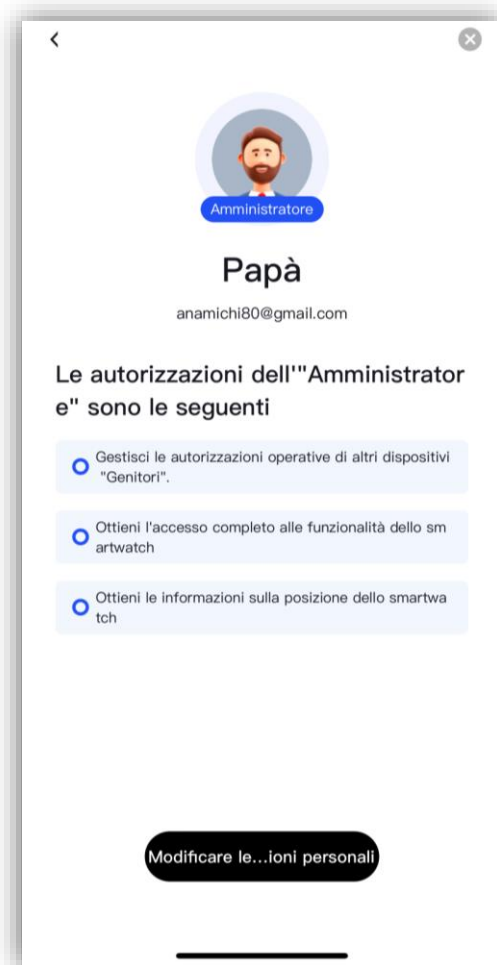 Amministratore
Papà
anamichi80@gmail.com
Le autorizzazioni dell'"Amministrator
e" sono le seguenti
Gestisci le autorizzazioni operative di altri dispositivi
"Genitori".
Ottieni l'accesso completo alle funzionalità dello sm
artwatch
Ottieni le informazioni sulla posizione dello smartwa
tch
Modificare le...ioni personali